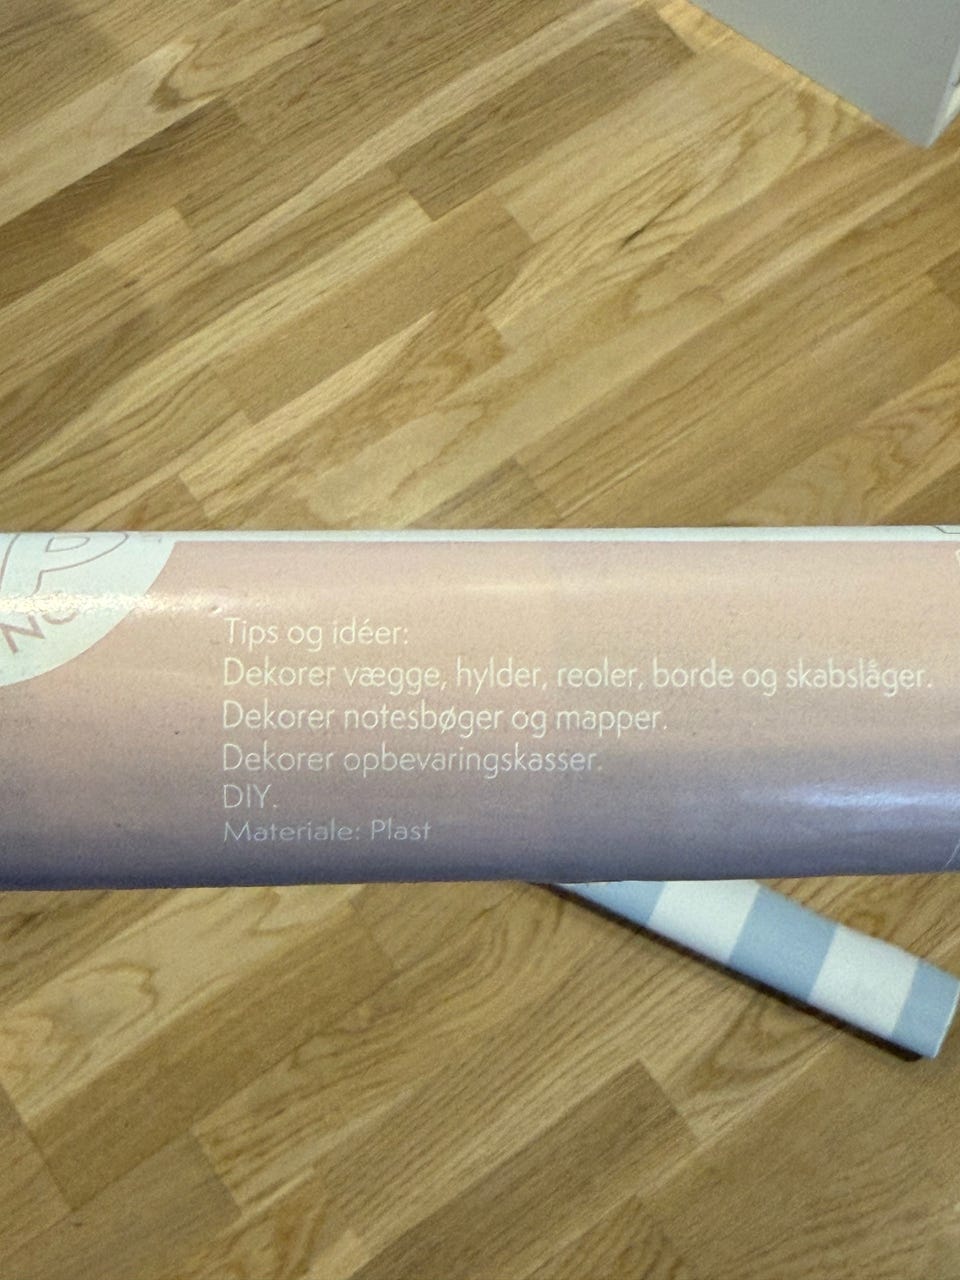 Tips og idéer:
Dekorer vægge, hylder, reoler, borde og skabslåger.
Dekorer notesbøger og mapper.
Dekorer opbevaringskasser.
DIY.
Materiale: Plast